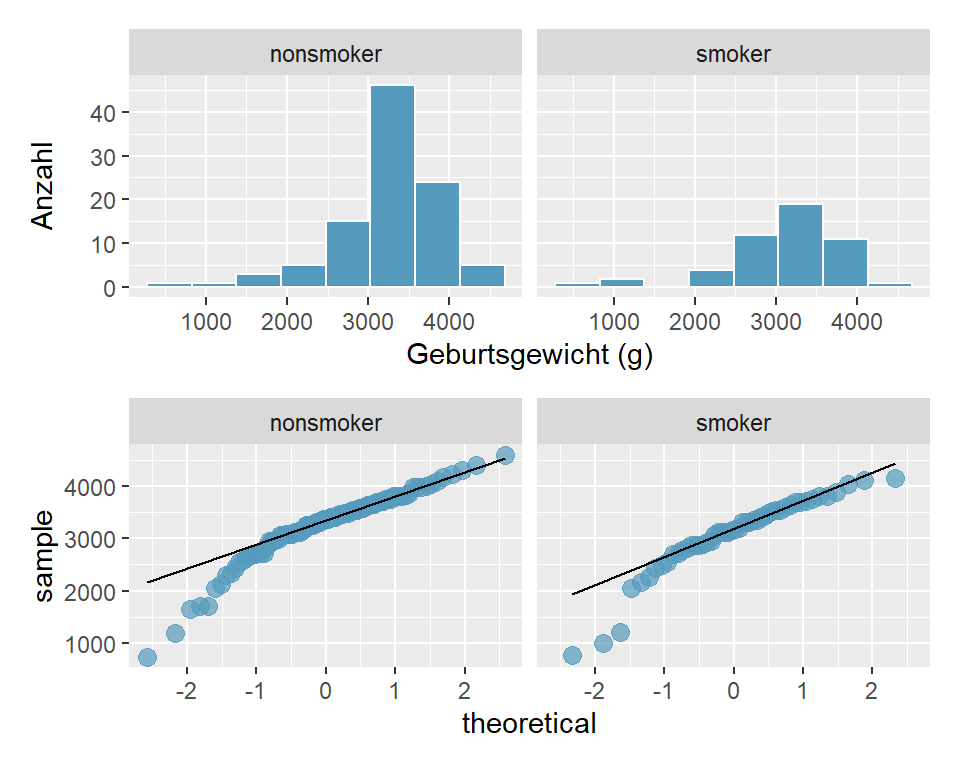 nonsmoker smoker
Anzahl
40
30
20
10
0
1000 2000 3000 4000 1000 2000 3000 4000
Geburtsgewicht (g)
nonsmoker smoker
sample
4000
3000
2000
1000
-2 -1 0 1 2 -2 -1 0 1 2
theoretical